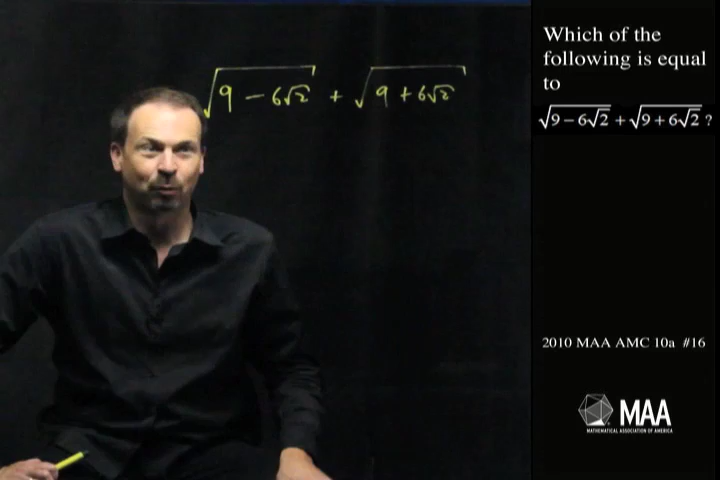 √9 - 6√2 + √9 + 6√2
Which of the
following is equal
to
√9 - 6√2 + √9 + 6√2 ?
2010 MAA AMC 10a #16
MAA
MATHEMATICAL ASSOCIATION OF AMERICA